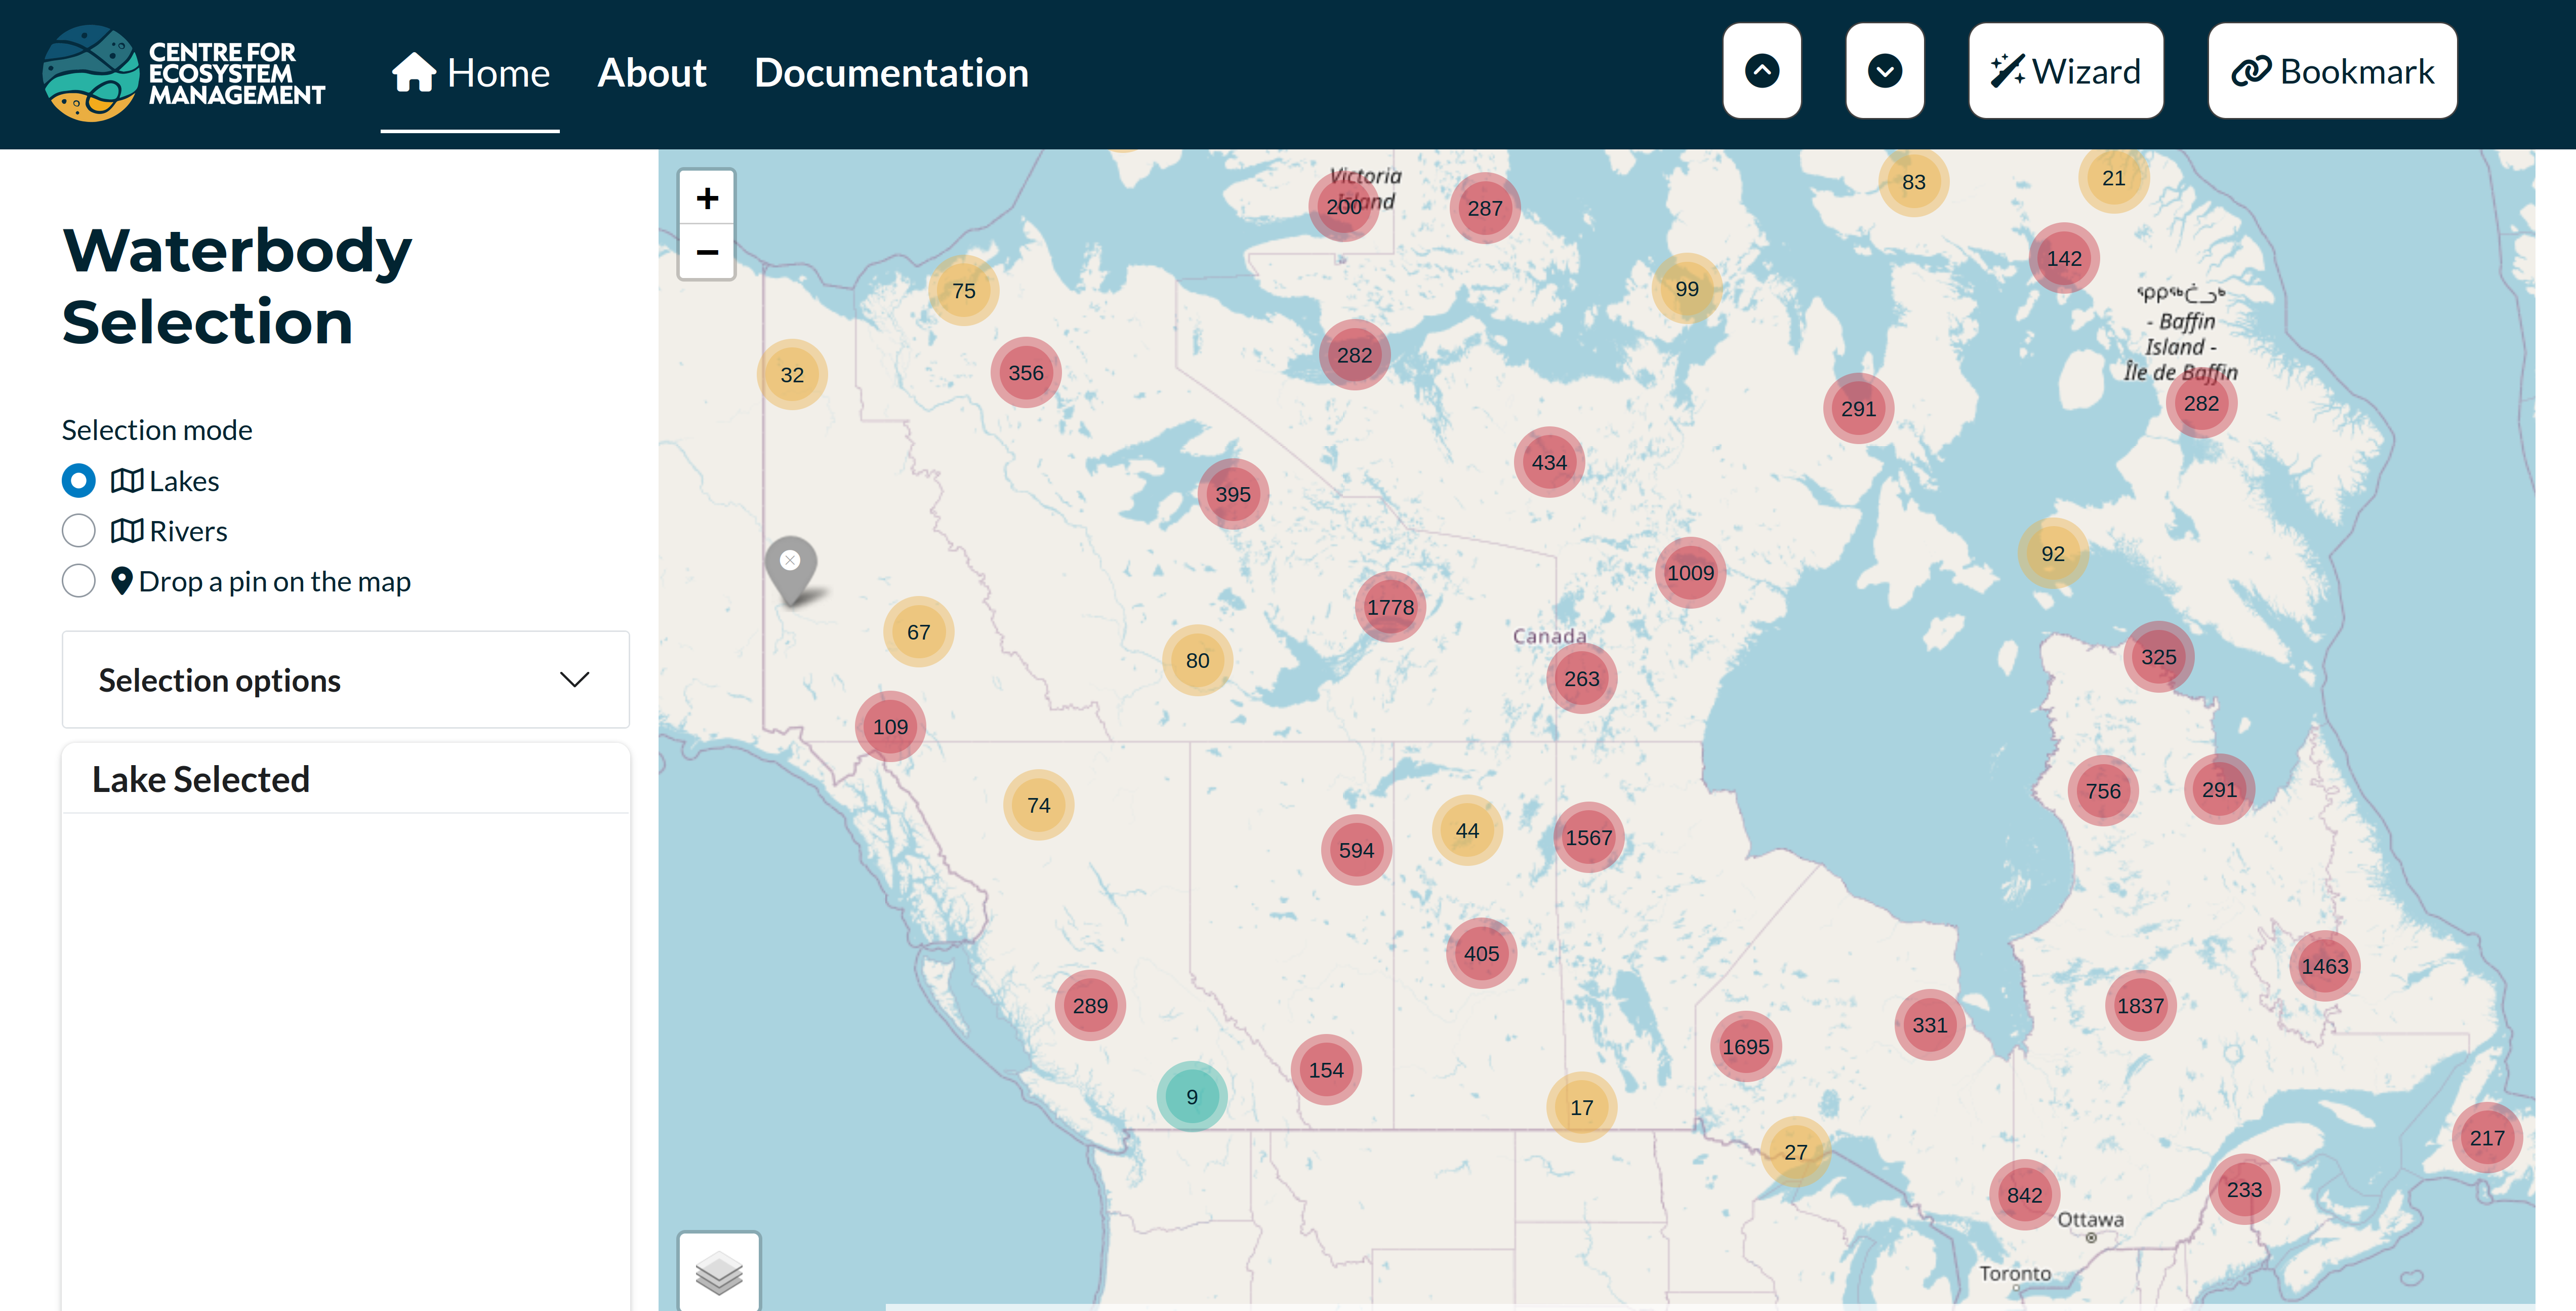 CENTRE FOR
ECOSYSTEM
MANAGEMENT
Home
About
Documentation
Wizard
Bookmark
Waterbody
Selection
Selection mode
Lakes
Rivers
Drop a pin on the map
Selection options
Lake Selected
+
−
Victoria
Island
200
287
83
21
142
75
99
ᕿᑭᖅᑖᓗᒃ
- Baffin
Island -
Île de Baffin
32
356
282
291
282
434
395
92
1009
1778
67
Canada
80
263
325
109
74
44
594
1567
756
291
405
1463
289
1837
331
1695
154
9
17
27
217
842
233
Ottawa
Toronto